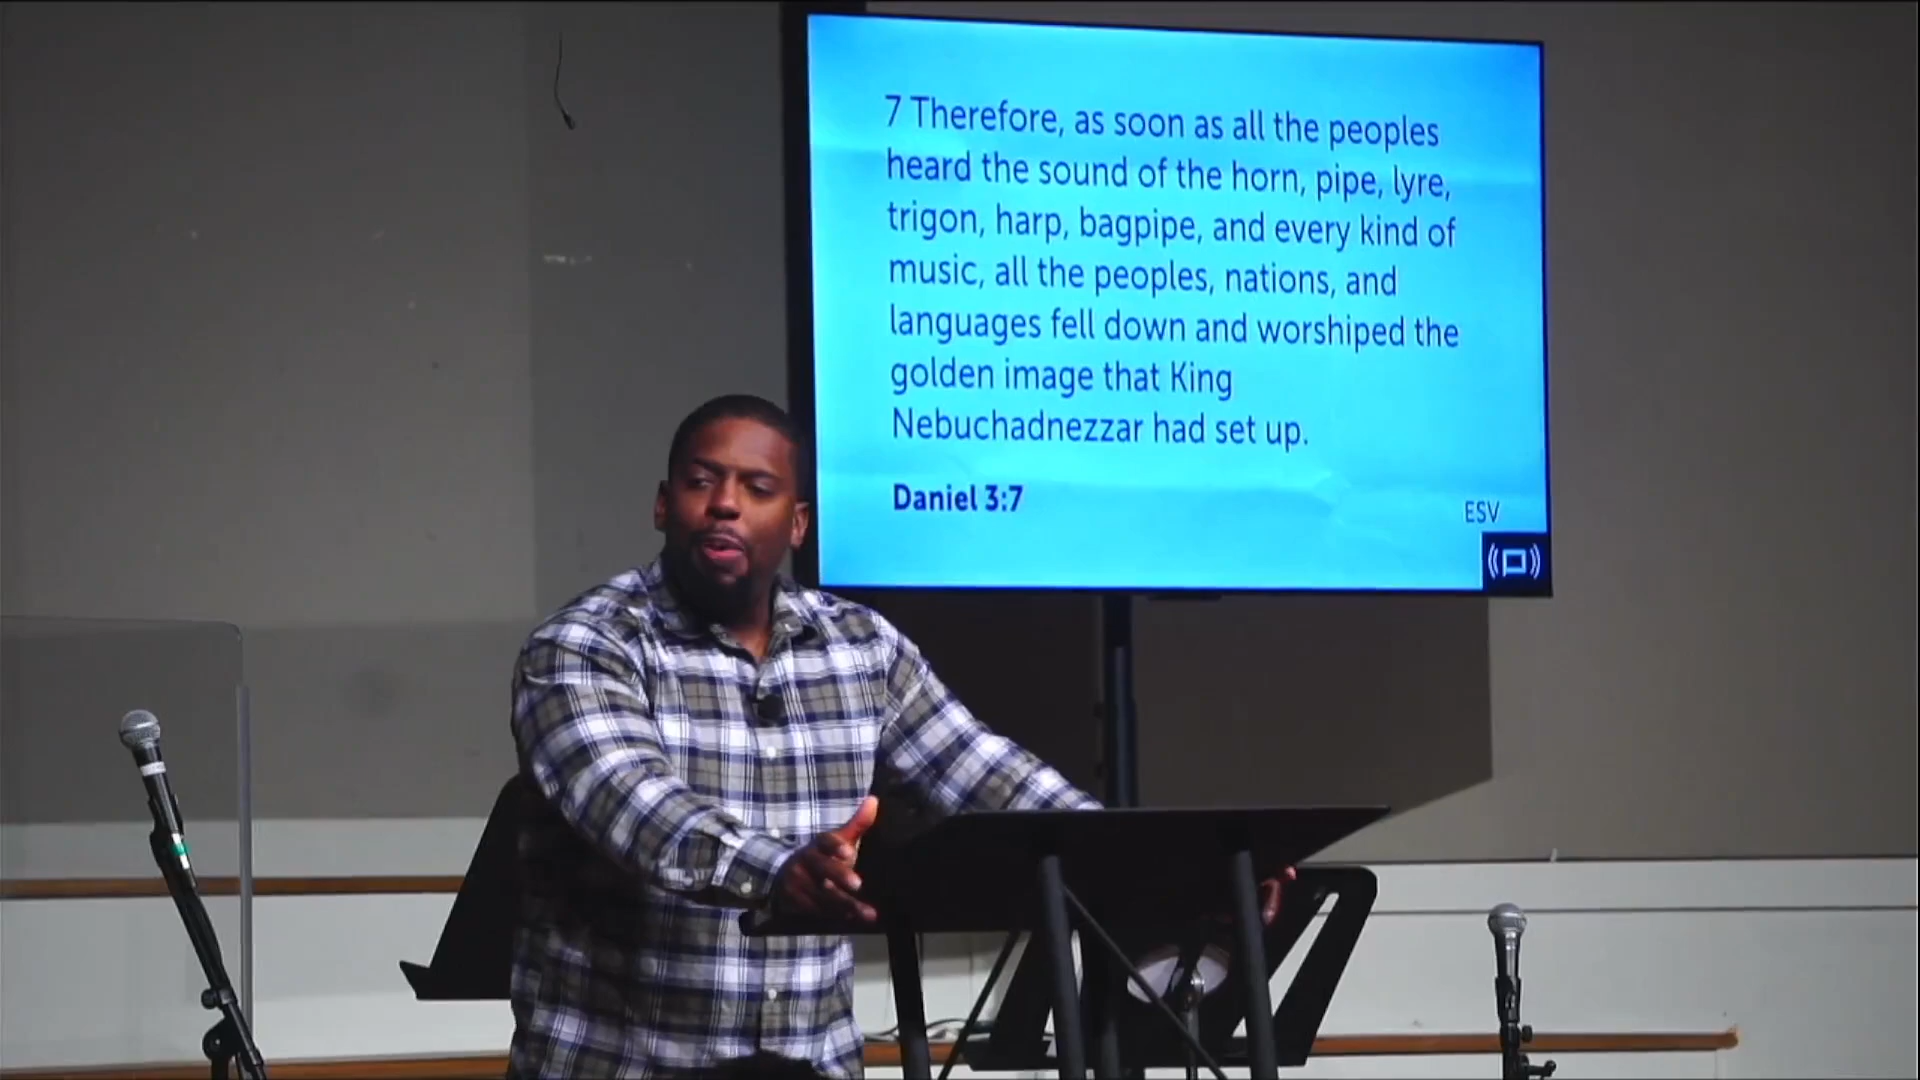 7 Therefore, as soon as all the peoples
heard the sound of the horn, pipe, lyre,
trigon, harp, bagpipe, and every kind of
music, all the peoples, nations, and
languages fell down and worshiped the
golden image that King
Nebuchadnezzar had set up.
Daniel 3:7
ESV